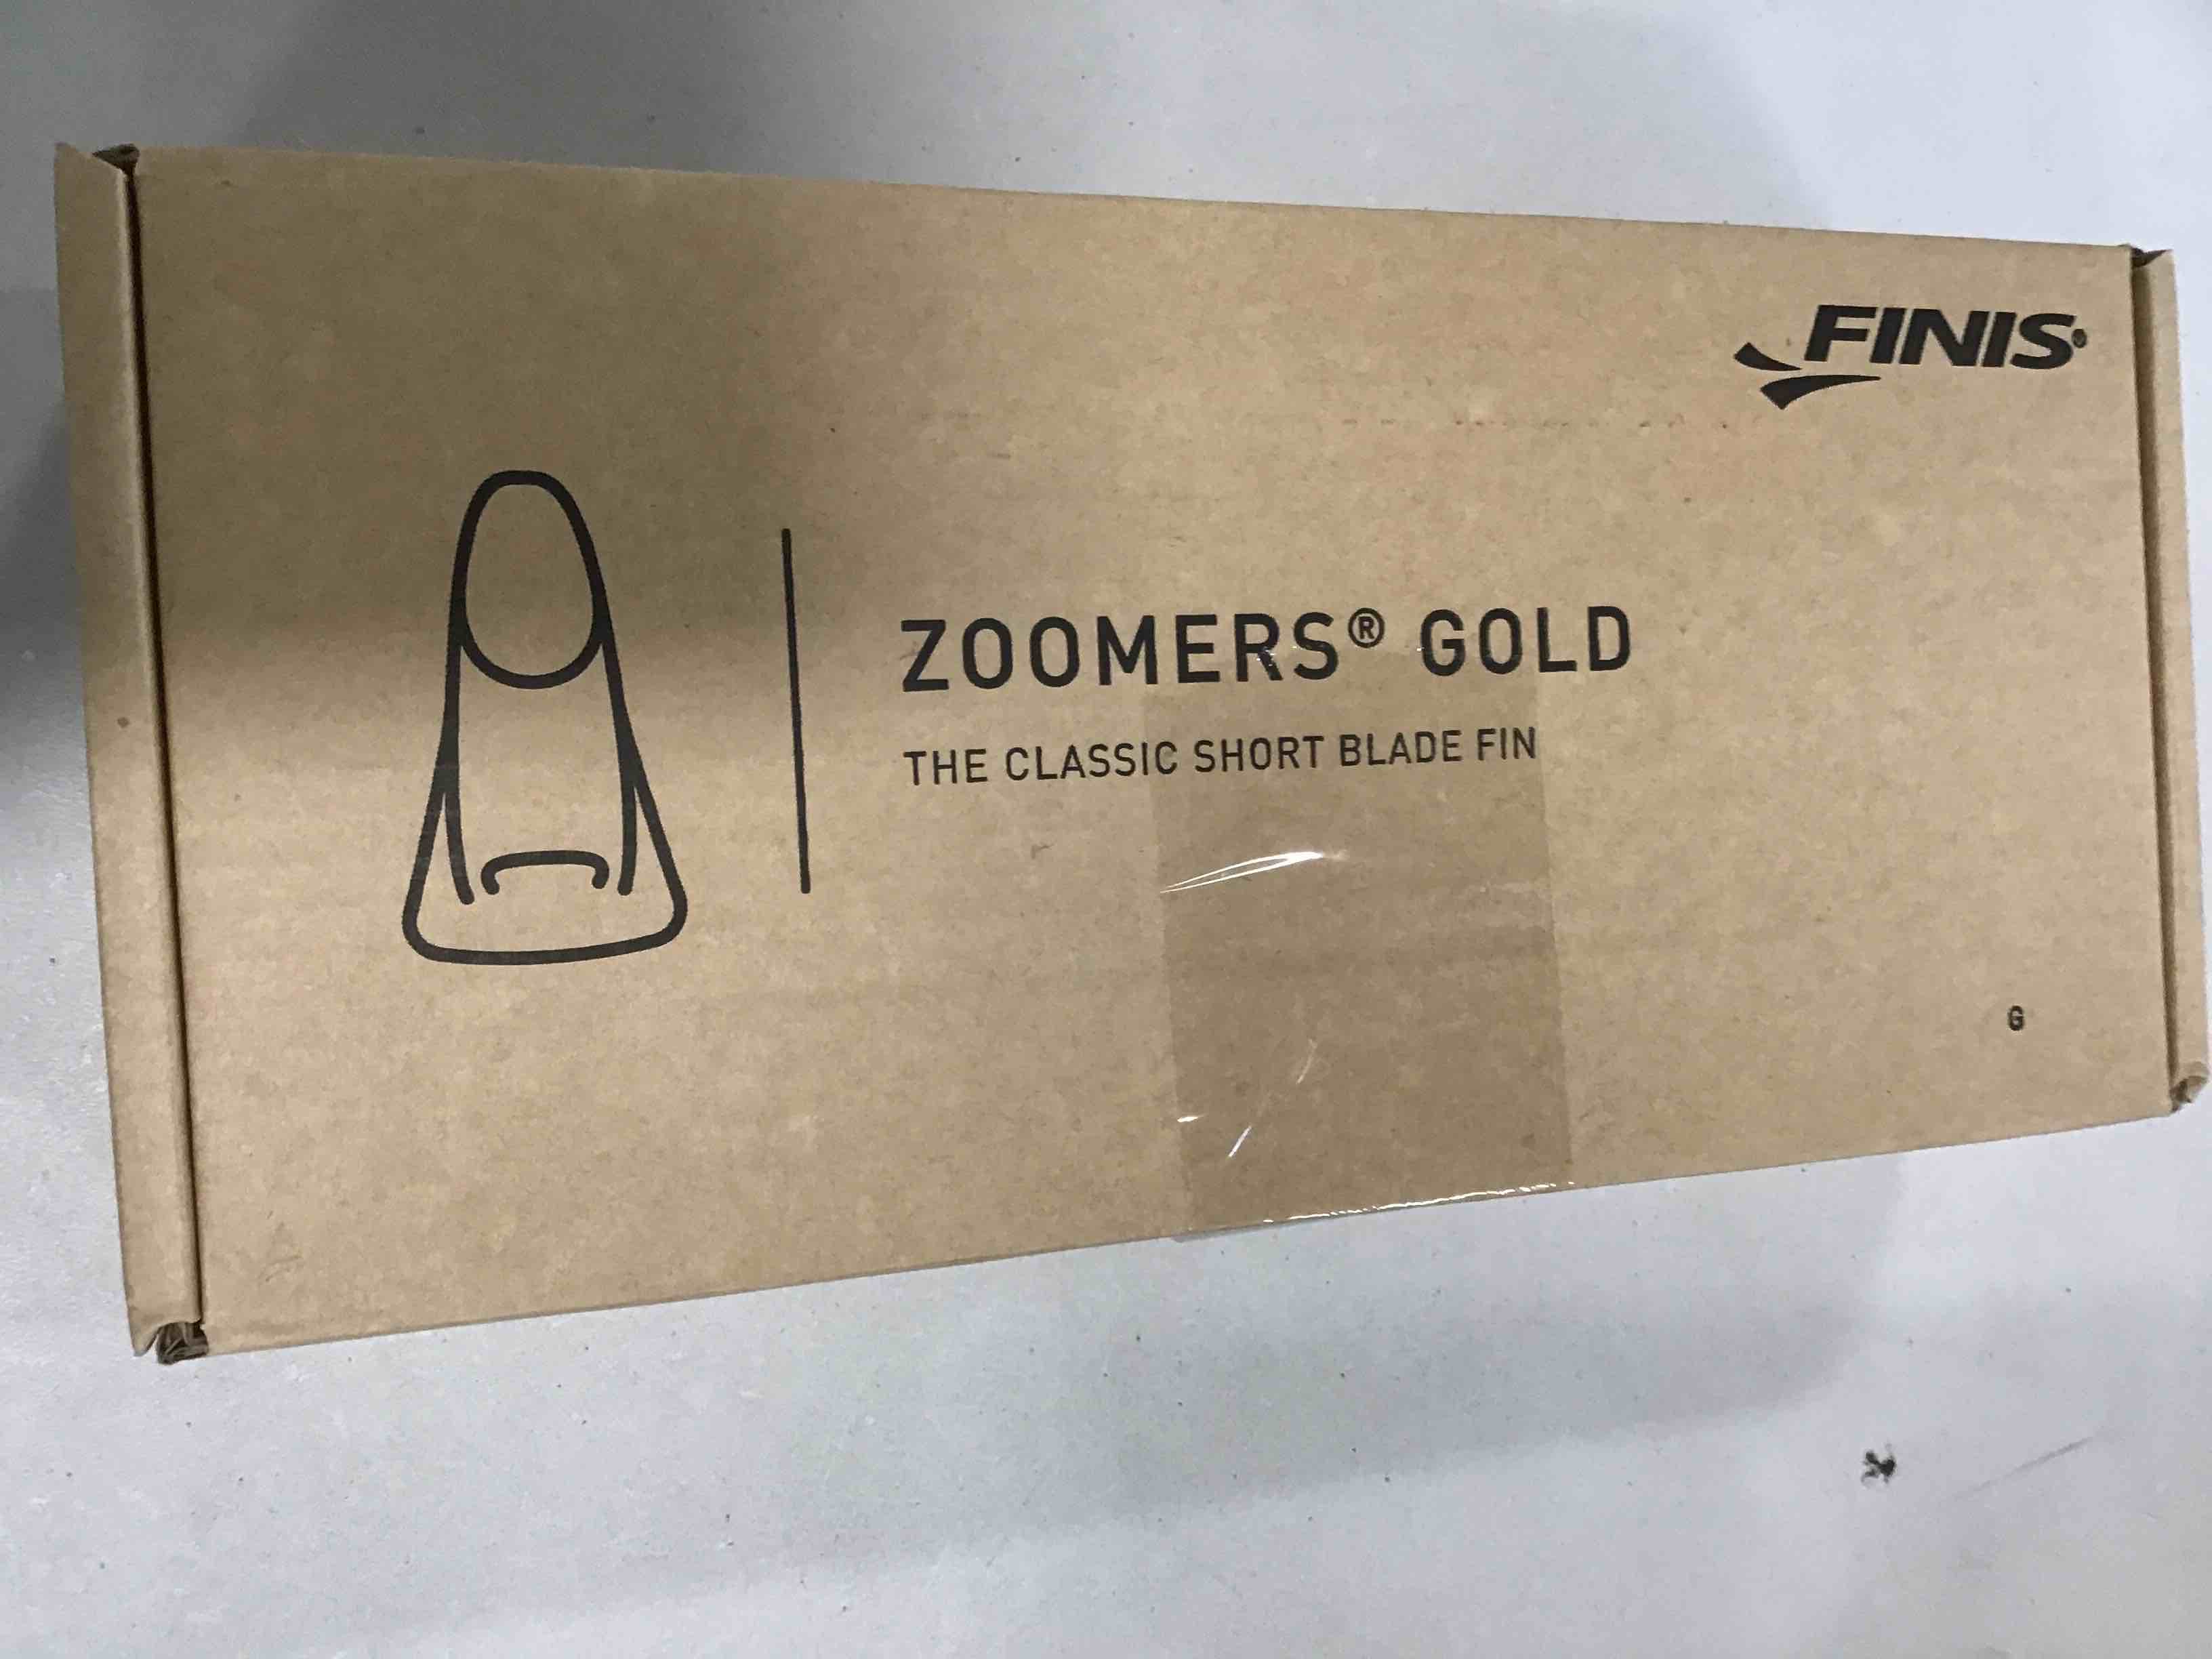 FINIS®
ZOOMERS® GOLD
THE CLASSIC SHORT BLADE FIN
G